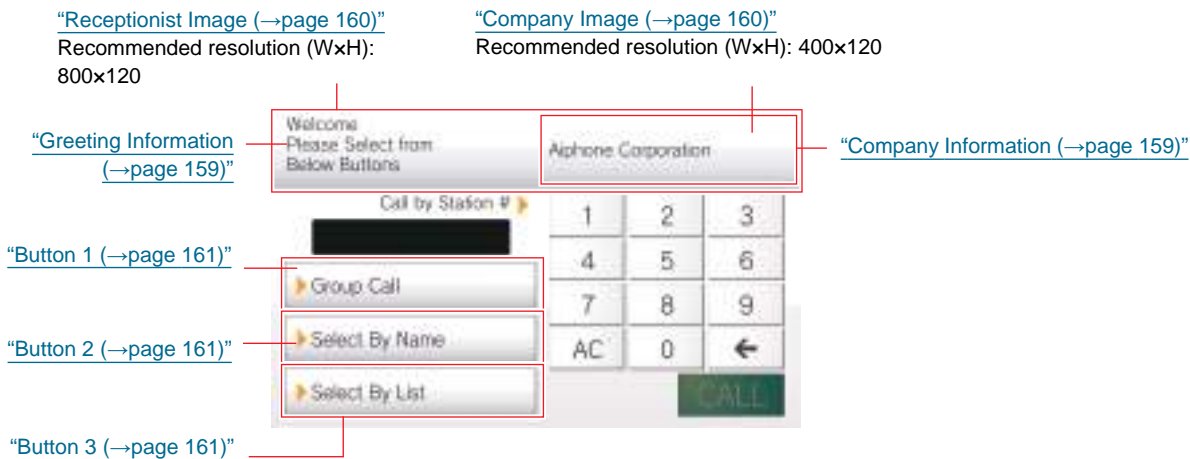 “Receptionist Image (→page 160)”
Recommended resolution (W×H):
800×120
“Company Image (→page 160)”
Recommended resolution (W×H): 400×120
“Greeting Information
(→page 159)”
Welcome
Please Select from
Below Buttons
Aiphone Corporation
“Company Information (→page 159)”
Call by Station #
1 2 3
4 5 6
7 8 9
AC 0 ←
CALL
“Button 1 (→page 161)”
Group Call
“Button 2 (→page 161)”
Select By Name
Select By List
“Button 3 (→page 161)”